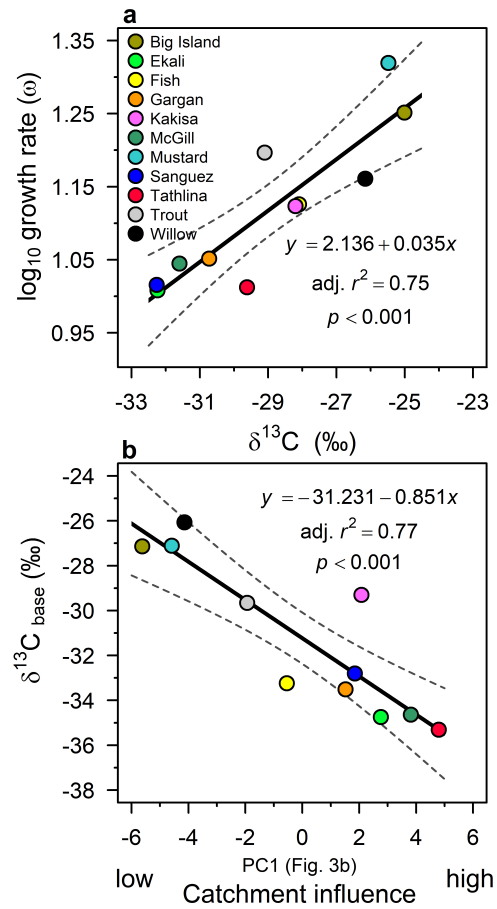 a
1.35
1.25
1.15
1.05
0.95
log10 growth rate (ω)
Big Island
Ekali
Fish
Gargan
Kakisa
McGill
Mustard
Sanguez
Tathlina
Trout
Willow
y = 2.136 + 0.035x
adj. r² = 0.75
p < 0.001
-33 -31 -29 -27 -25 -23
δ¹³C (‰)
b
-24
-26
-28
-30
-32
-34
-36
-38
δ¹³C base (‰)
y = −31.231 − 0.851x
adj. r² = 0.77
p < 0.001
-6 -4 -2 0 2 4 6
PC1 (Fig. 3b)
low high
Catchment influence